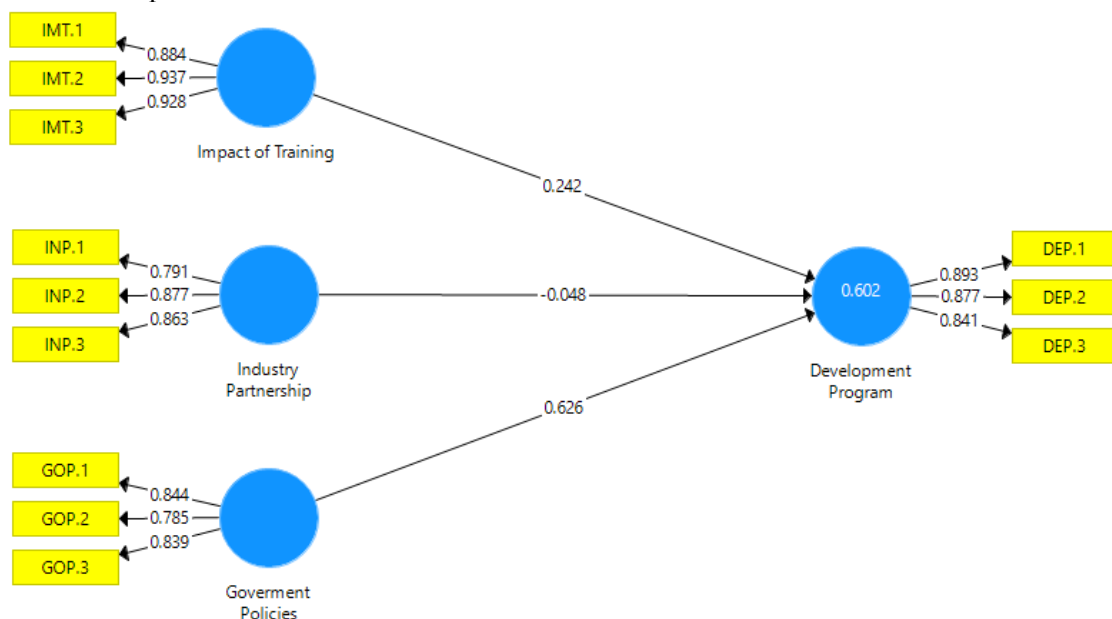 IMT.1
0.884
IMT.2
0.937
0.928
IMT.3
Impact of Training
0.242
INP.1
0.791
INP.2
0.877
0.863
INP.3
Industry
Partnership
-0.048
0.602
Development
Program
DEP.1
0.893
0.877
DEP.2
0.841
DEP.3
0.626
GOP.1
0.844
GOP.2
0.785
0.839
GOP.3
Goverment
Policies